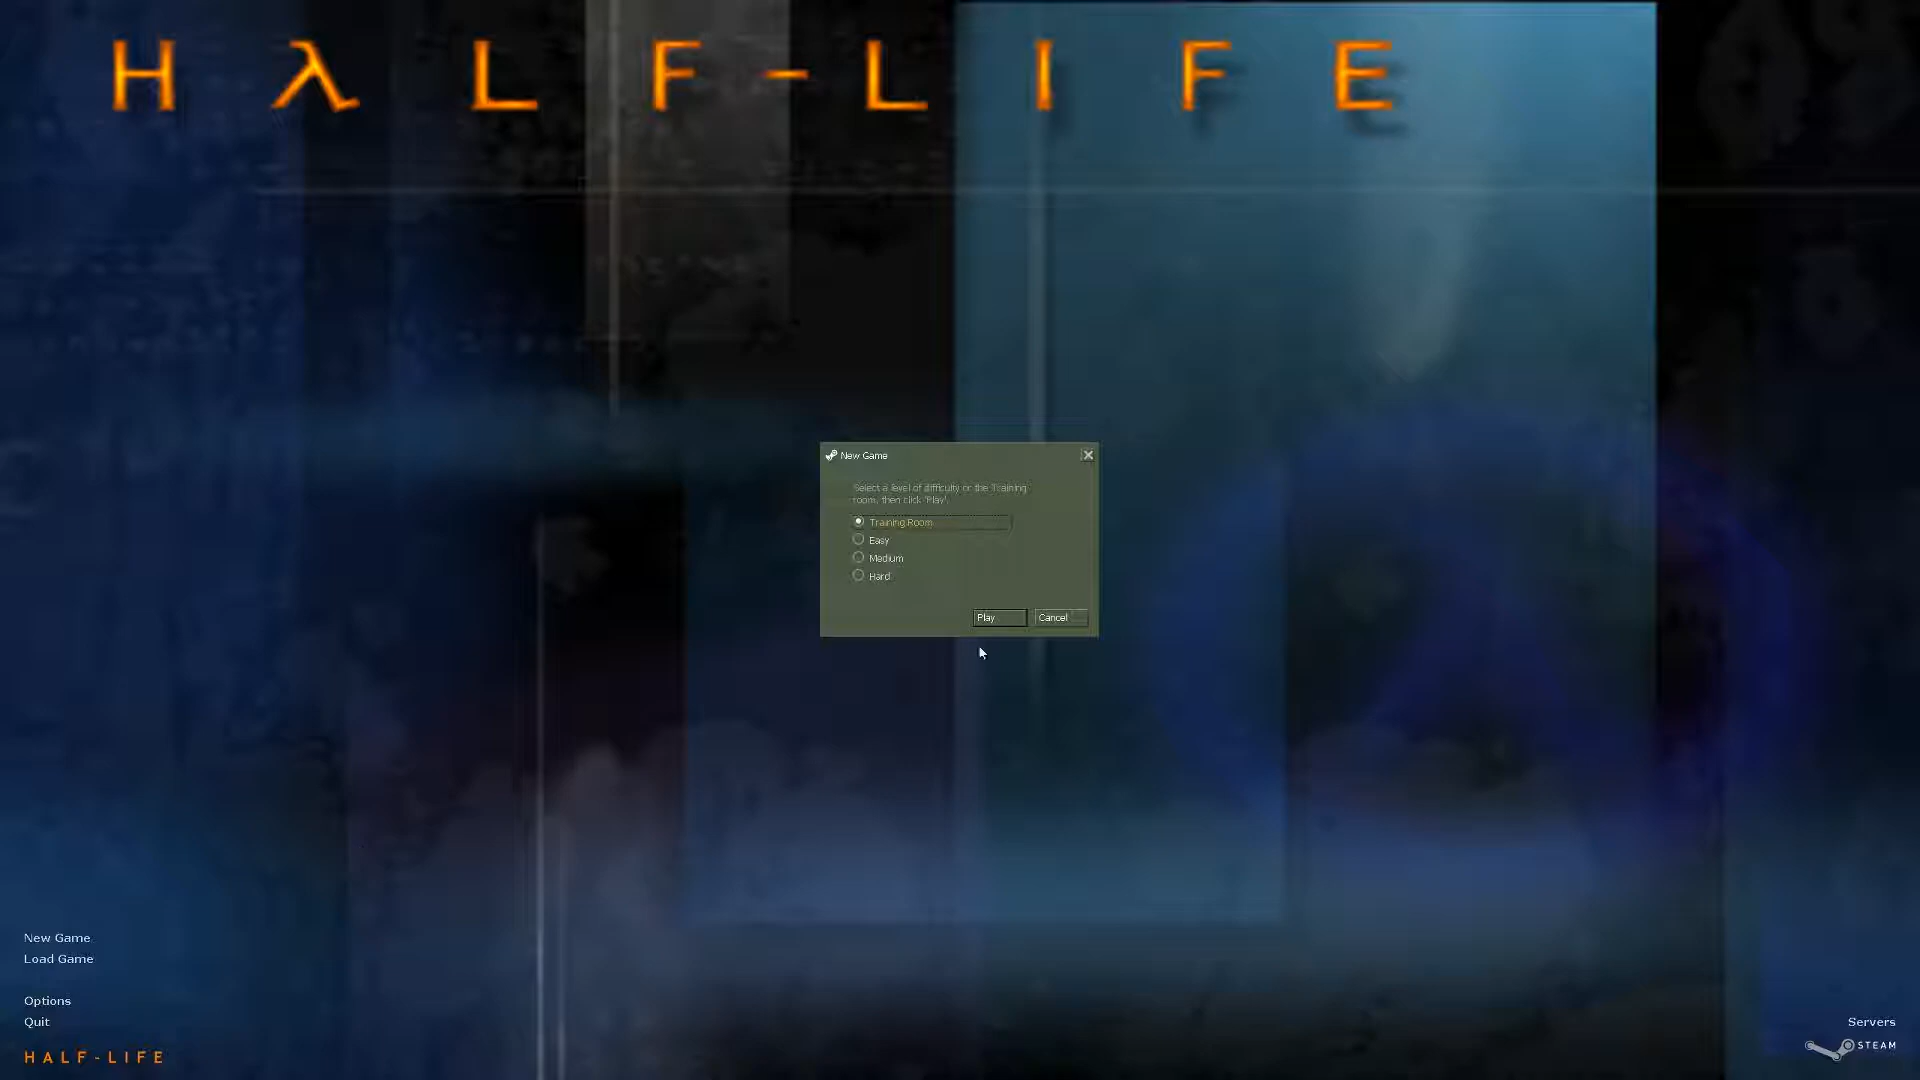 HλLF-LIFE
New Game
Select a level of difficulty or the Training
room, then click 'Play'.
Training Room
Easy
Medium
Hard
Play
Cancel
New Game
Load Game
Options
Quit
HALF-LIFE
Servers
STEAM